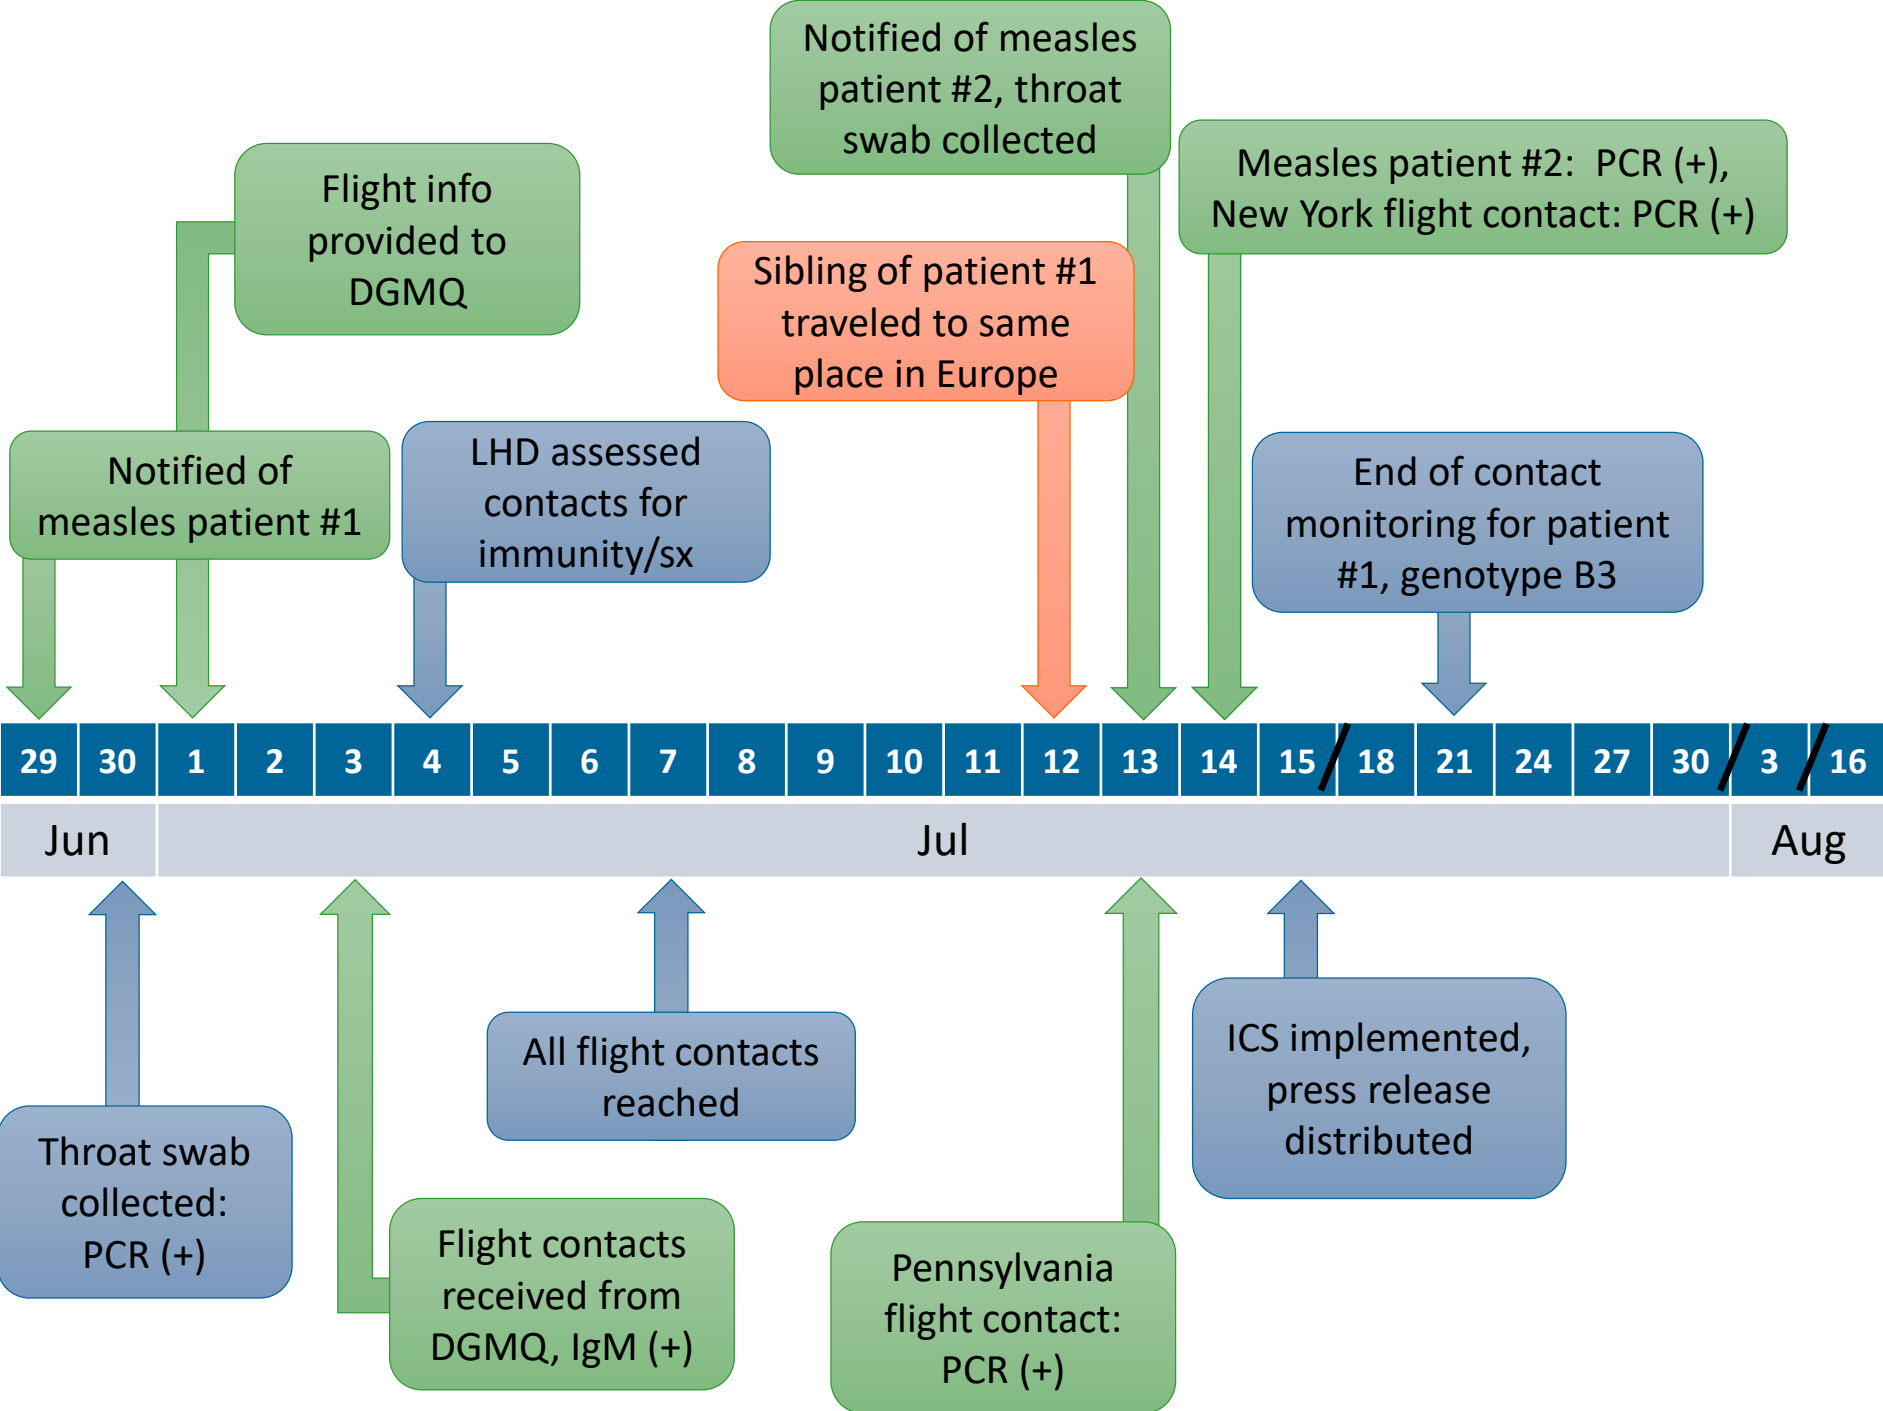 Notified of measles
patient #2, throat
swab collected
Flight info
provided to
DGMQ
Measles patient #2:  PCR (+),
New York flight contact: PCR (+)
Sibling of patient #1
traveled to same
place in Europe
Notified of
measles patient #1
LHD assessed
contacts for
immunity/sx
End of contact
monitoring for patient
#1, genotype B3
29 30 1 2 3 4 5 6 7 8 9 10 11 12 13 14 15 18 21 24 27 30 3 16
Jun Jul Aug
Throat swab
collected:
PCR (+)
Flight contacts
received from
DGMQ, IgM (+)
All flight contacts
reached
Pennsylvania
flight contact:
PCR (+)
ICS implemented,
press release
distributed